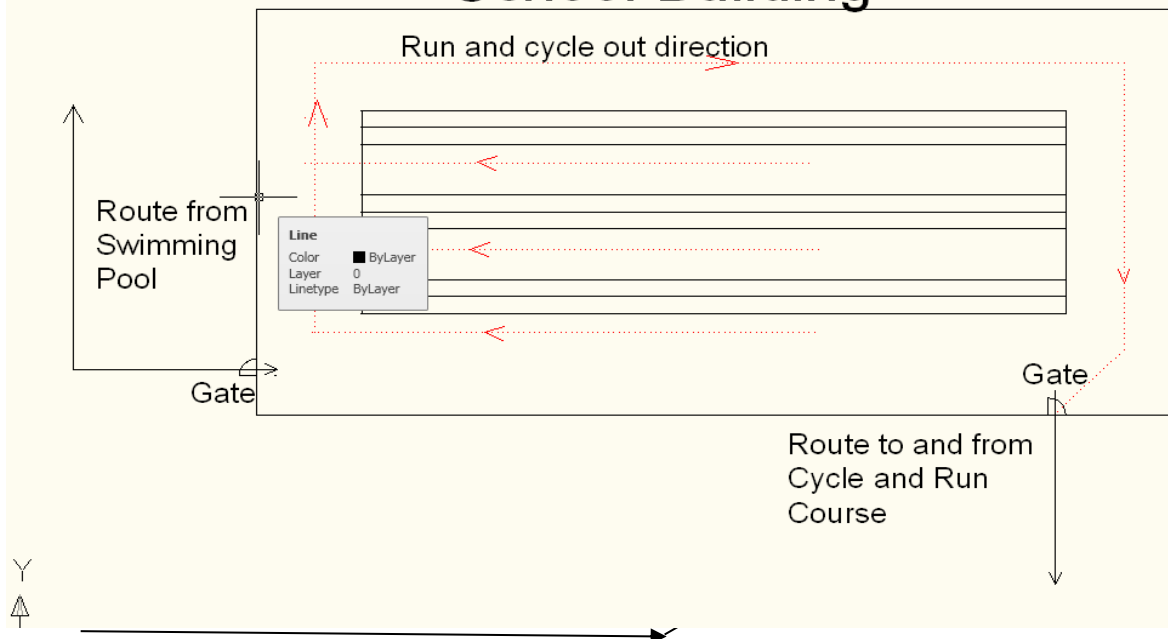 Run and cycle out direction
Route from
Swimming
Pool
Line
Color ByLayer
Layer 0
Linetype ByLayer
Gate
Gate
Route to and from
Cycle and Run
Course
Y